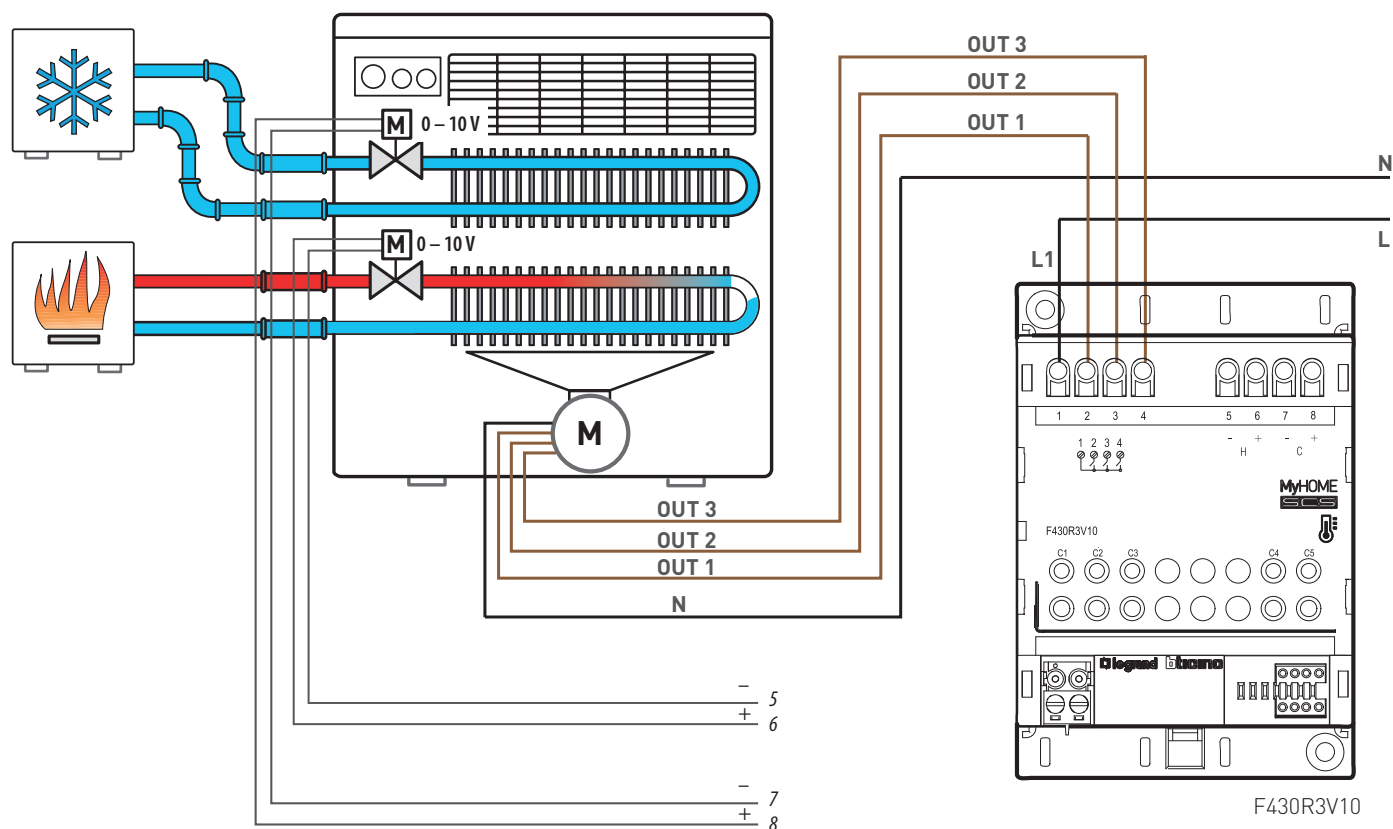 OUT 3
OUT 2
OUT 1
N
L
L1
M 0 – 10 V
M 0 – 10 V
M
1 2 3 4 5 6 7 8
- + - +
1 2 3 4
H C
MyHOME
SCS
F430R3V10
C1 C2 C3 C4 C5
OUT 3
OUT 2
OUT 1
N
legrand bticino
– 5
+ 6
– 7
+ 8
F430R3V10